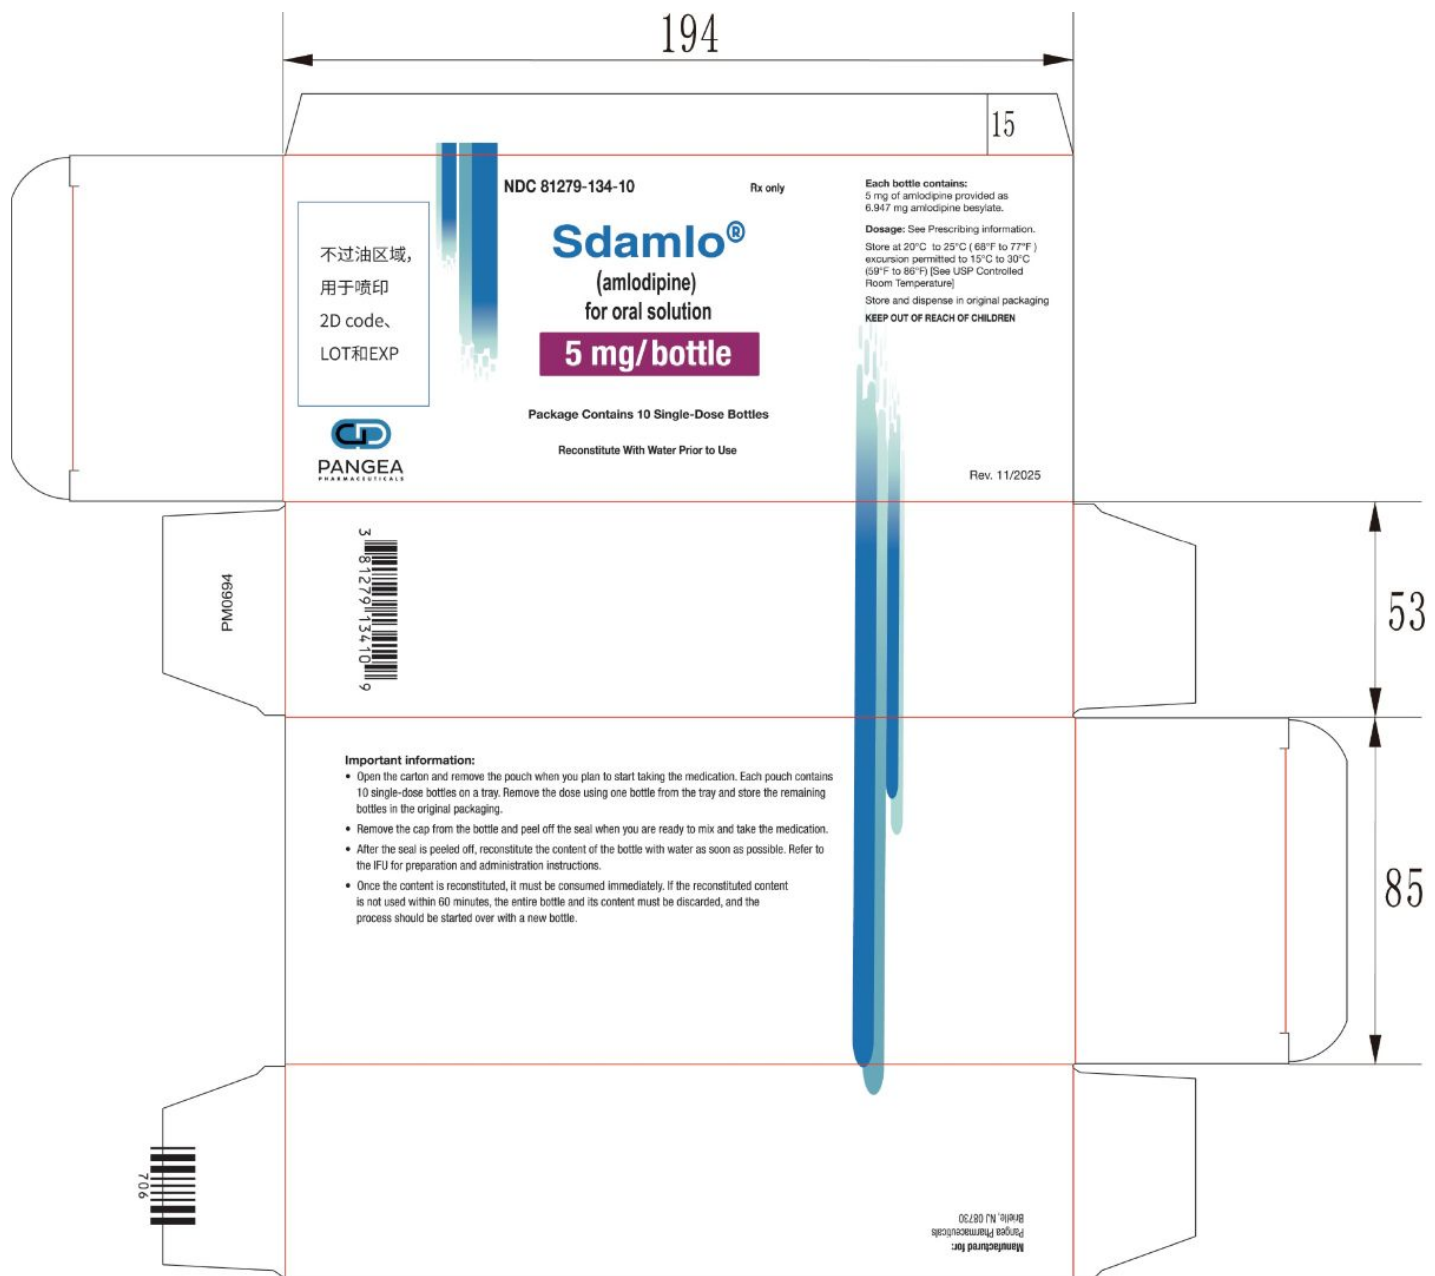 194
15
NDC 81279-134-10
Rx only
Sdamlo®
(amlodipine)
for oral solution
5 mg/bottle
Package Contains 10 Single-Dose Bottles
Reconstitute With Water Prior to Use
不过油区域，
用于喷印
2D code、
LOT和EXP
PANGEA
PHARMACEUTICALS
Each bottle contains:
5 mg of amlodipine provided as
6.947 mg amlodipine besylate.
Dosage: See Prescribing information.
Store at 20°C to 25°C ( 68°F to 77°F )
excursion permitted to 15°C to 30°C
(59°F to 86°F) [See USP Controlled
Room Temperature]
Store and dispense in original packaging
KEEP OUT OF REACH OF CHILDREN
Rev. 11/2025
PM0694
3 81279 13410 9
53
Important information:
• Open the carton and remove the pouch when you plan to start taking the medication. Each pouch contains
10 single-dose bottles on a tray. Remove the dose using one bottle from the tray and store the remaining
bottles in the original packaging.
• Remove the cap from the bottle and peel off the seal when you are ready to mix and take the medication.
• After the seal is peeled off, reconstitute the content of the bottle with water as soon as possible. Refer to
the IFU for preparation and administration instructions.
• Once the content is reconstituted, it must be consumed immediately. If the reconstituted content
is not used within 60 minutes, the entire bottle and its content must be discarded, and the
process should be started over with a new bottle.
85
706
Manufactured for:
Pangea Pharmaceuticals
Brielle, NJ 08730